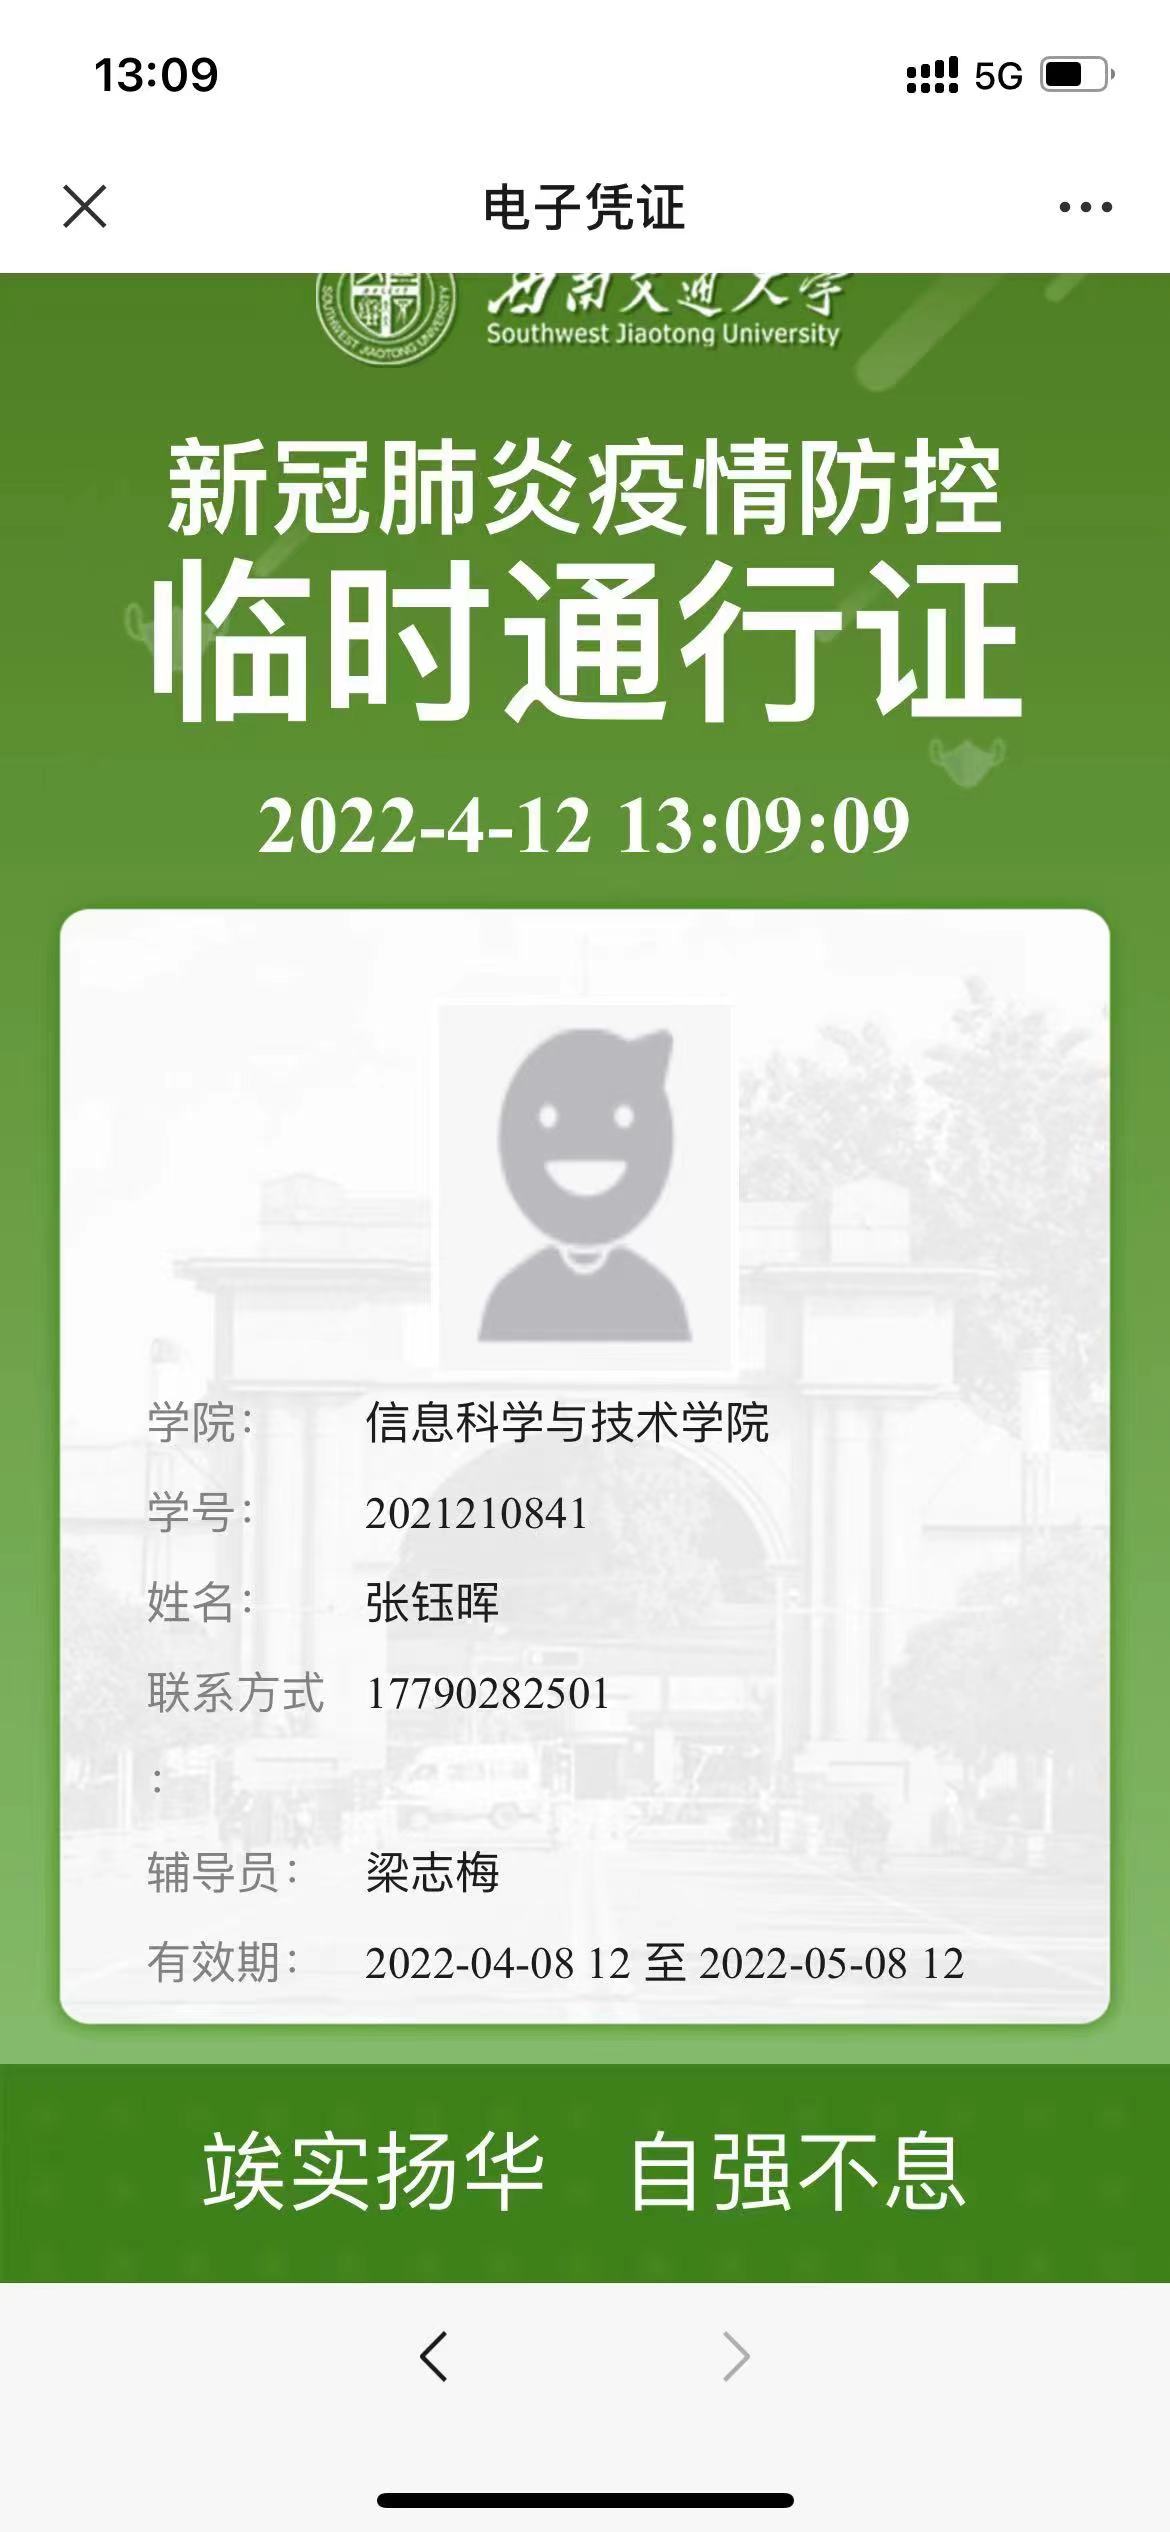 13:09
5G
电子凭证
西南交通大学
Southwest Jiaotong University
SOUTHWEST JIAOTONG UNIVERSITY
新冠肺炎疫情防控
临时通行证
2022-4-12 13:09:09
学院： 信息科学与技术学院
学号： 2021210841
姓名： 张钰晖
联系方式 17790282501
：
辅导员： 梁志梅
有效期： 2022-04-08 12 至 2022-05-08 12
竢实扬华 自强不息